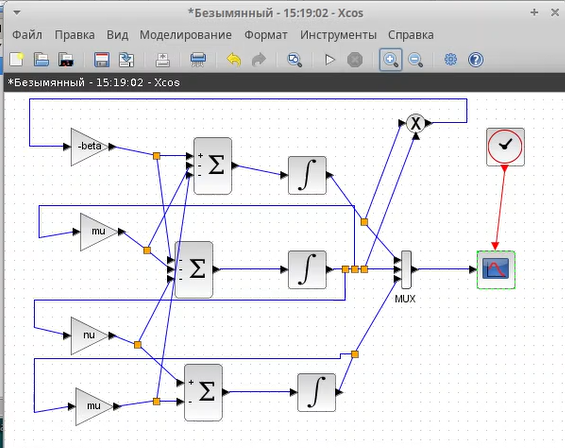 *Безымянный - 15:19:02 - Xcos
Файл Правка Вид Моделирование Формат Инструменты Справка
*Безымянный - 15:19:02 - Xcos
X
-beta
+
-
-
Σ
∫
mu
-
-
-
Σ
∫
MUX
nu
+
-
Σ
∫
mu